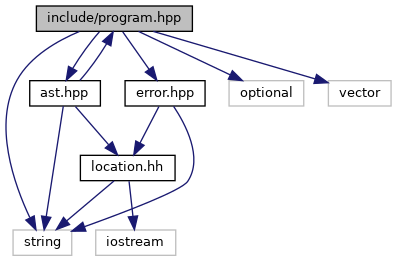 include/program.hpp
ast.hpp
error.hpp
optional
vector
location.hh
string
iostream